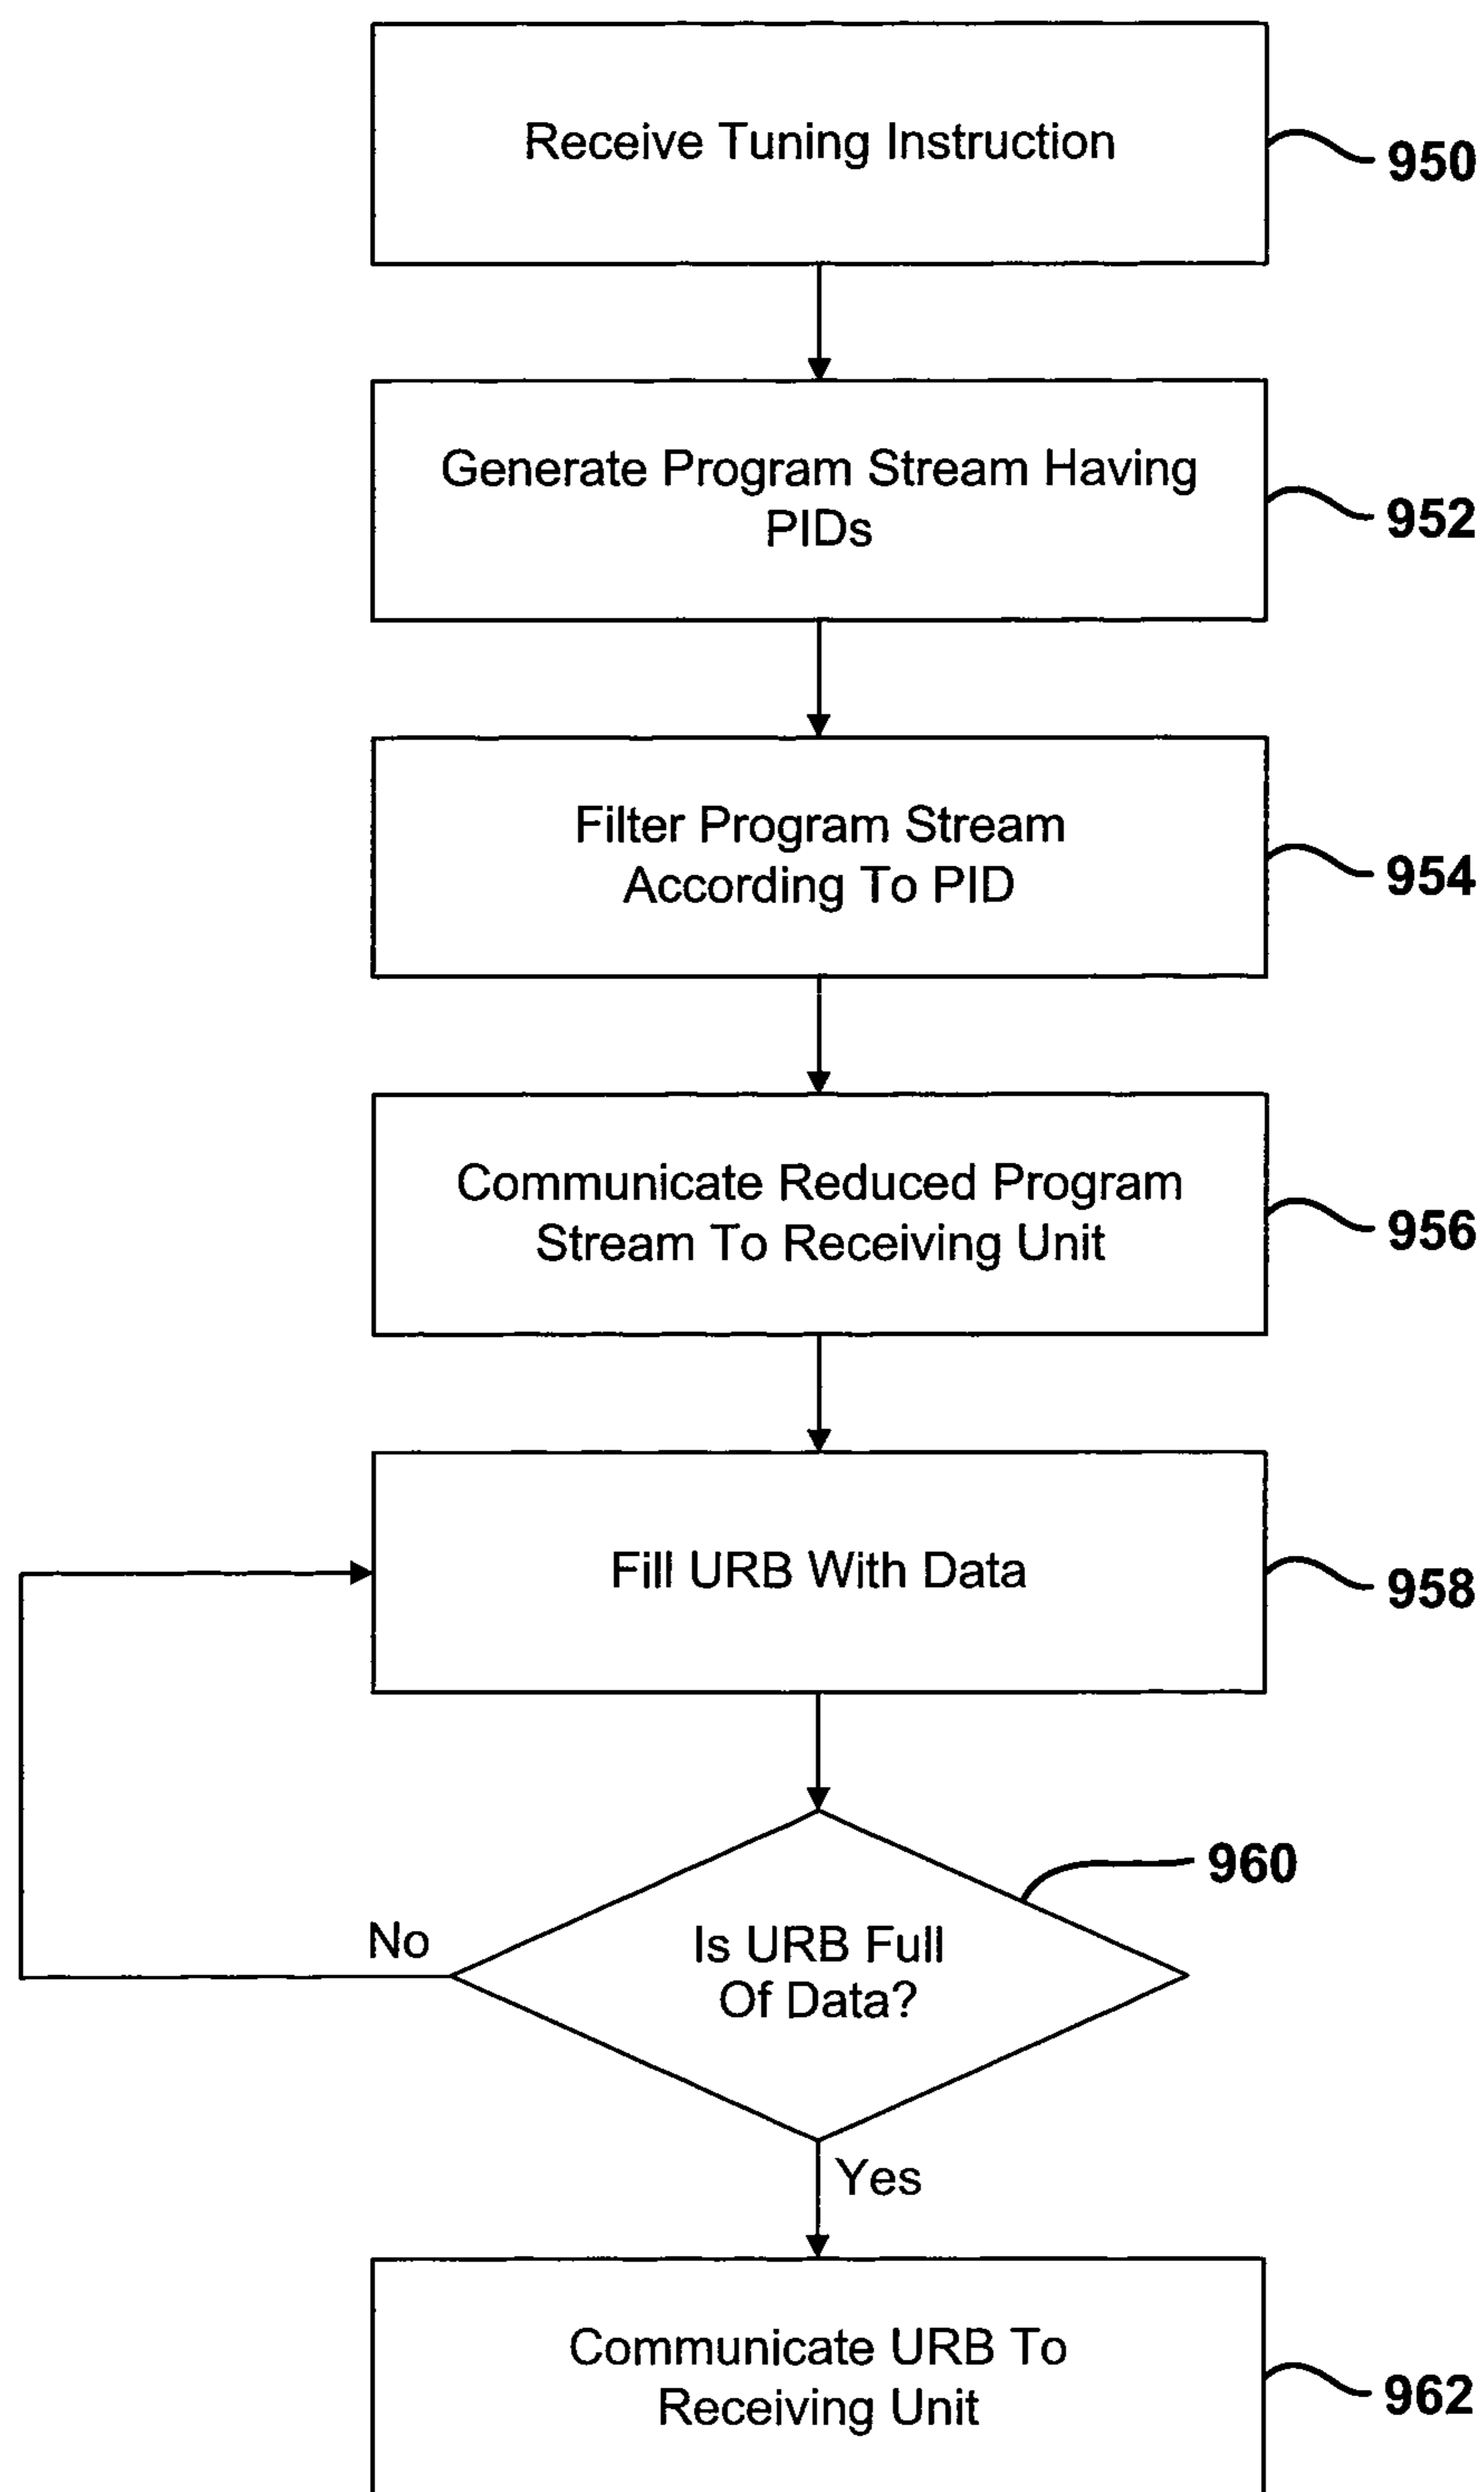 Receive Tuning Instruction
950
Generate Program Stream Having
PIDs
952
Filter Program Stream
According To PID
954
Communicate Reduced Program
Stream To Receiving Unit
956
Fill URB With Data
958
960
No
Is URB Full
Of Data?
Yes
Communicate URB To
Receiving Unit
962